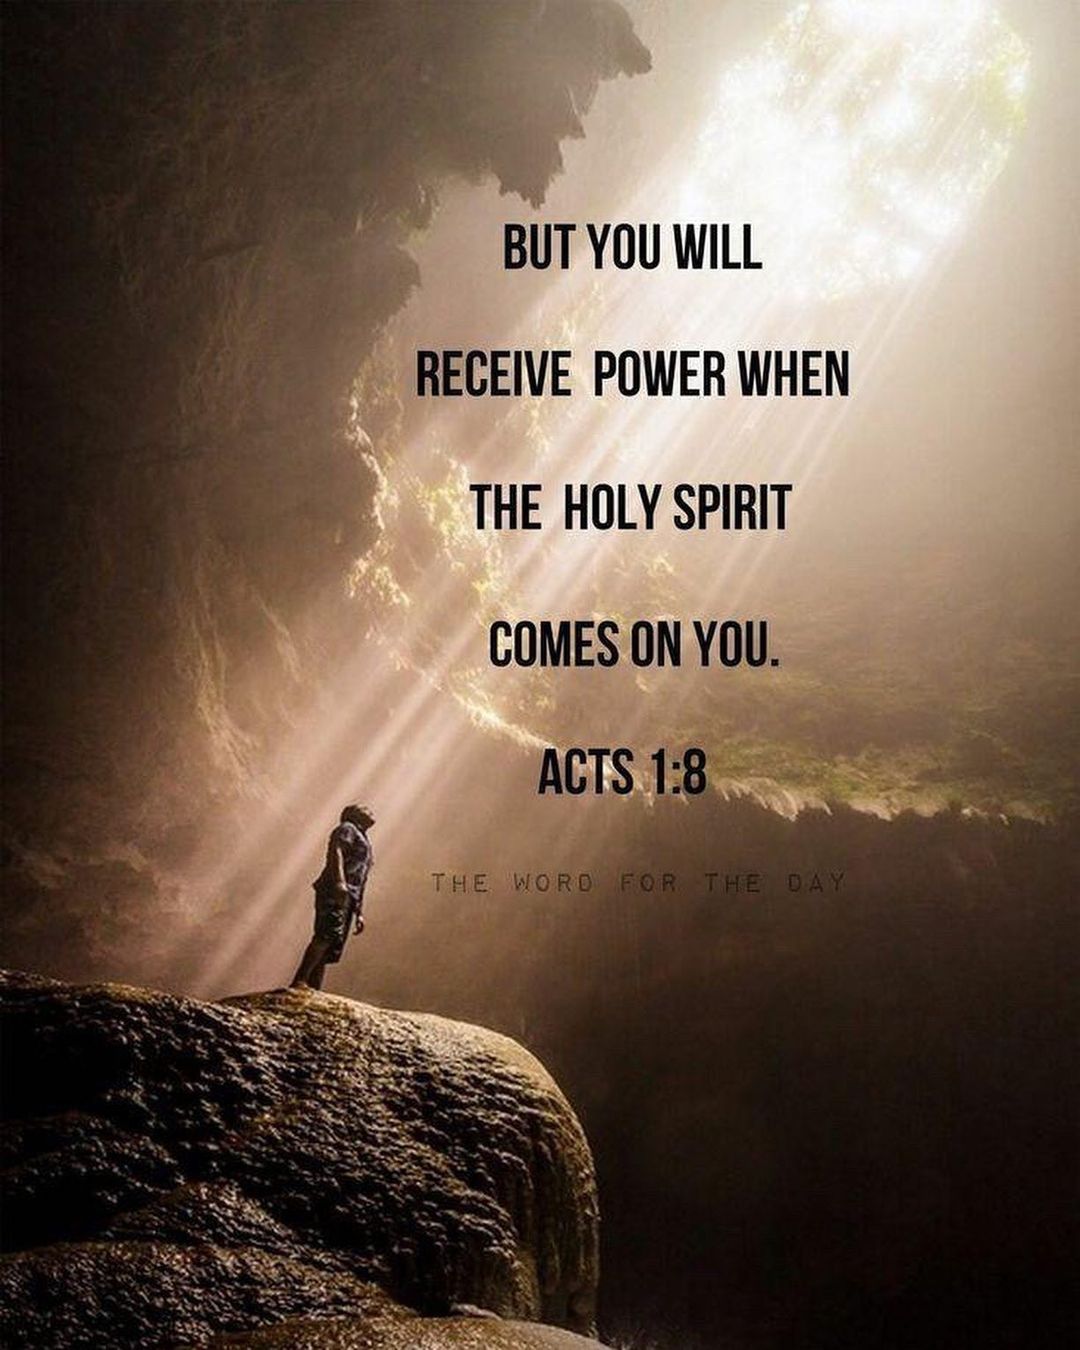 BUT YOU WILL
RECEIVE POWER WHEN
THE HOLY SPIRIT
COMES ON YOU.
ACTS 1:8
THE WORD FOR THE DAY